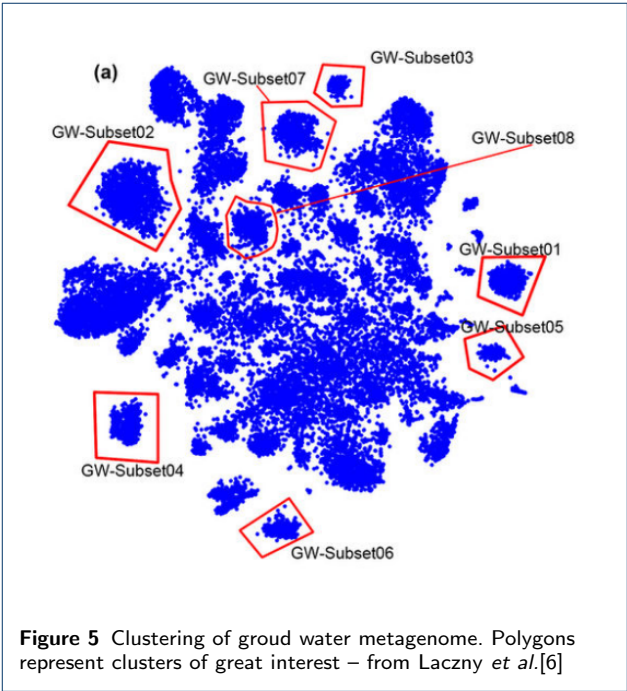 (a)
GW-Subset03
GW-Subset07
GW-Subset02
GW-Subset08
GW-Subset01
GW-Subset05
GW-Subset04
GW-Subset06
Figure 5 Clustering of groud water metagenome. Polygons
represent clusters of great interest – from Laczny et al.[6]